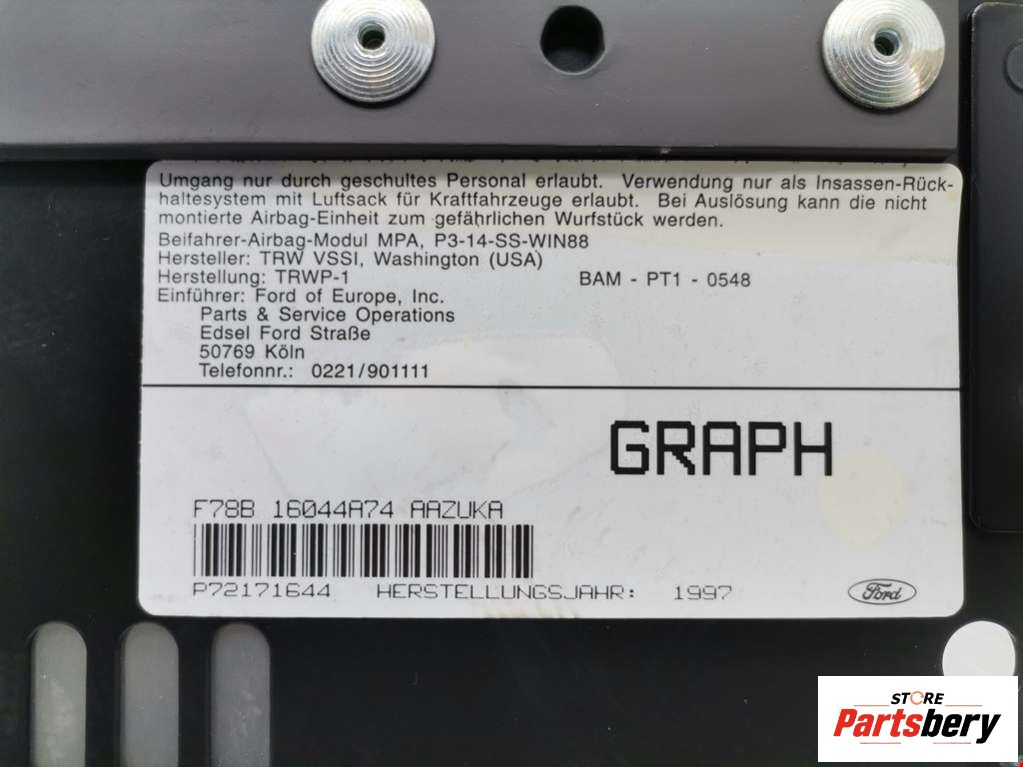 Umgang nur durch geschultes Personal erlaubt. Verwendung nur als Insassen-Rück-
haltesystem mit Luftsack für Kraftfahrzeuge erlaubt. Bei Auslösung kann die nicht
montierte Airbag-Einheit zum gefährlichen Wurfstück werden.
Beifahrer-Airbag-Modul MPA, P3-14-SS-WIN88
Hersteller: TRW VSSI, Washington (USA)
Herstellung: TRWP-1 BAM - PT1 - 0548
Einführer: Ford of Europe, Inc.
Parts & Service Operations
Edsel Ford Straße
50769 Köln
Telefonnr.: 0221/901111
GRAPH
F78B 16044A74 AAZUKA
P72171644 HERSTELLUNGSJAHR: 1997
Ford
STORE
Partsbery